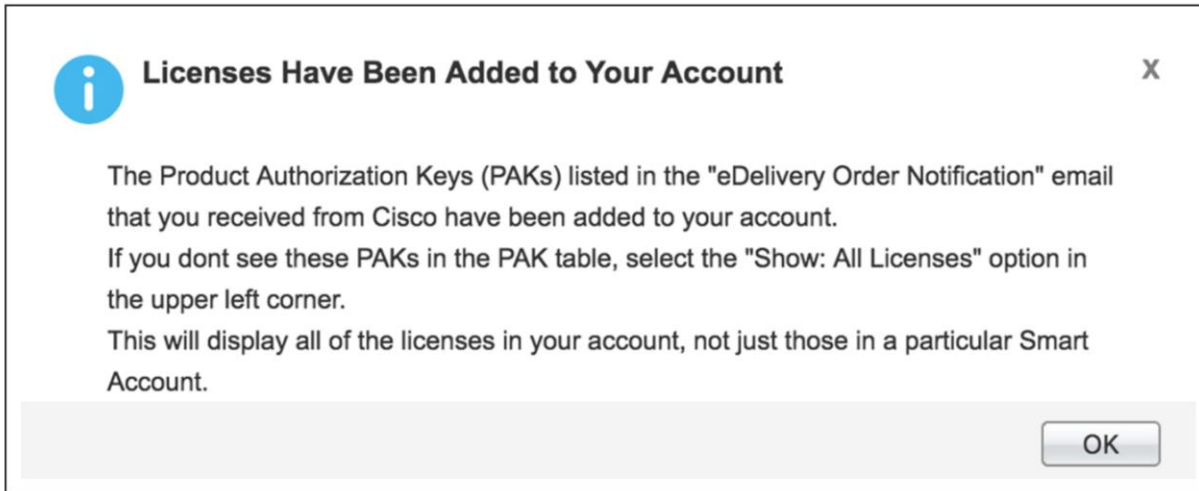 Licenses Have Been Added to Your Account
X
The Product Authorization Keys (PAKs) listed in the "eDelivery Order Notification" email
that you received from Cisco have been added to your account.
If you dont see these PAKs in the PAK table, select the "Show: All Licenses" option in
the upper left corner.
This will display all of the licenses in your account, not just those in a particular Smart
Account.
OK